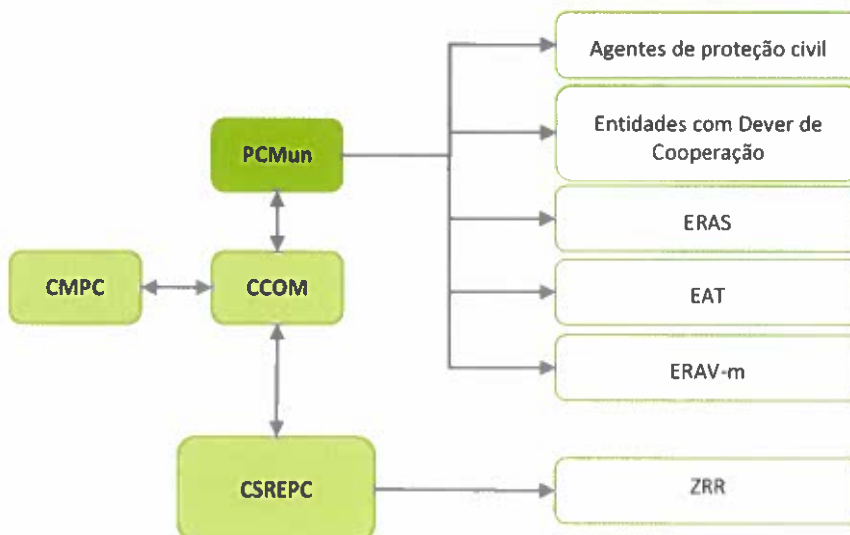 Agentes de proteção civil
PCMun
Entidades com Dever de
Cooperação
ERAS
CMPC
CCOM
EAT
ERAV-m
CSREPC
ZRR